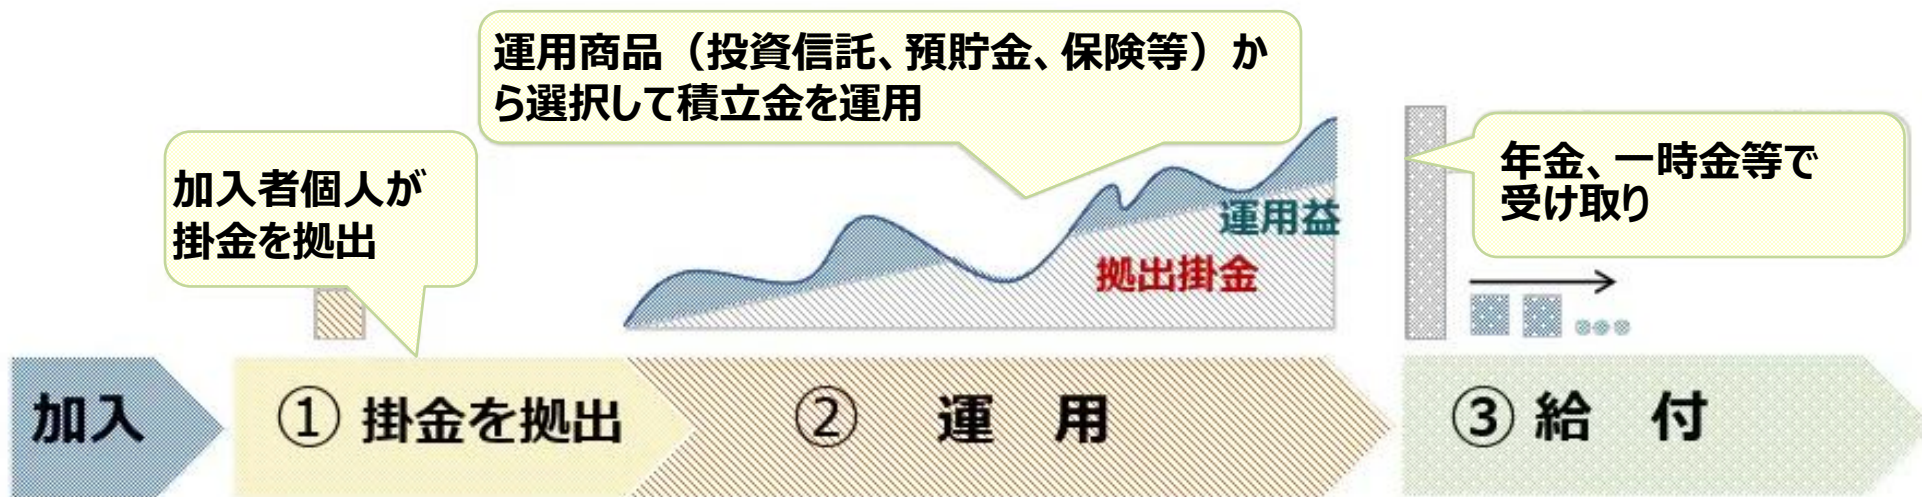 運用商品（投資信託、預貯金、保険等）か
ら選択して積立金を運用
加入者個人が
掛金を拠出
年金、一時金等で
受け取り
運用益
拠出掛金
加入
① 掛金を拠出
② 運 用
③ 給 付